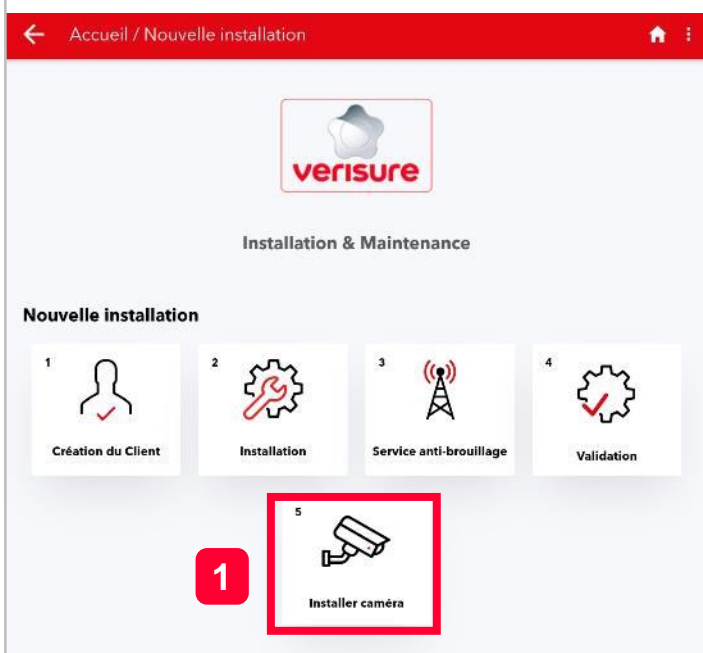 Accueil / Nouvelle installation
verisure
Installation & Maintenance
Nouvelle installation
1
Création du Client
2
Installation
3
Service anti-brouillage
4
Validation
1
5
Installer caméra